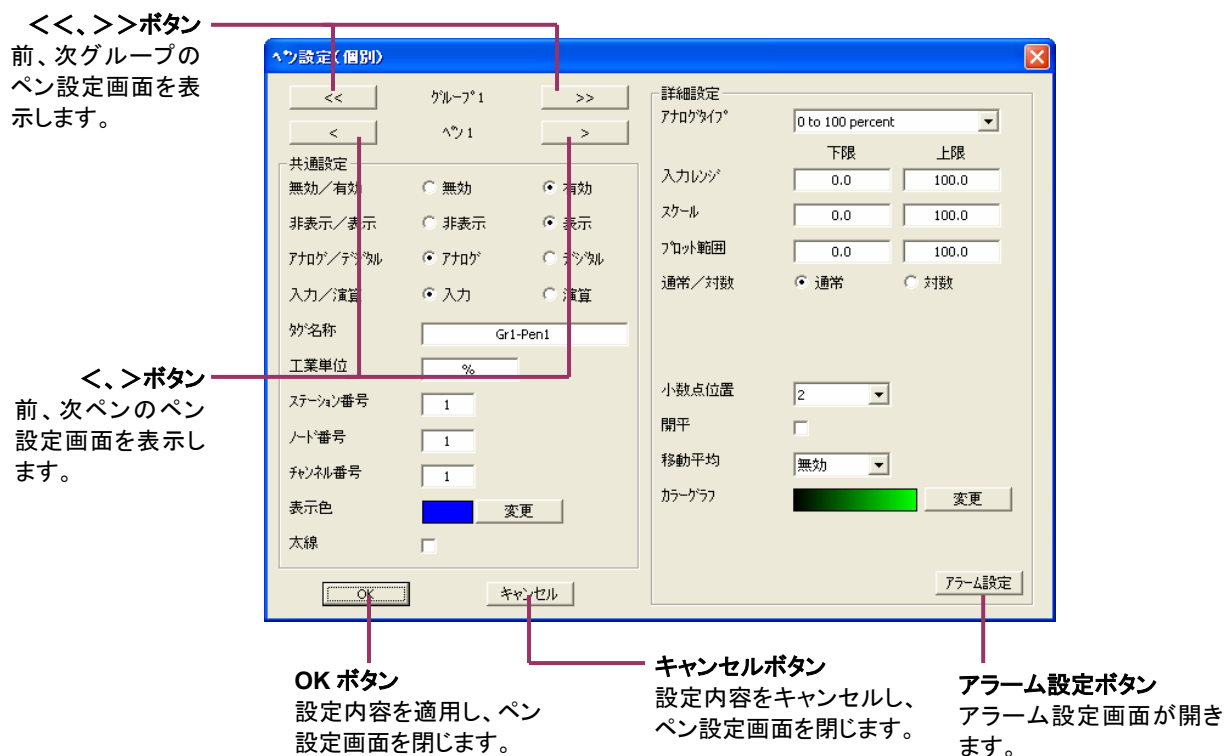 <<、>>ボタン
前、次グループの
ペン設定画面を表
示します。
ペン設定(個別)
<<
グループ1
>>
<
ペン1
>
共通設定
無効/有効
無効
有効
非表示/表示
非表示
表示
アナログ/デジタル
アナログ
デジタル
入力/演算
入力
演算
タグ名称
Gr1-Pen1
工業単位
%
ステーション番号
1
ノード番号
1
チャンネル番号
1
表示色
変更
太線
OK
キャンセル
詳細設定
アナログタイプ
0 to 100 percent
下限
上限
入力レンジ
0.0
100.0
スケール
0.0
100.0
プロット範囲
0.0
100.0
通常/対数
通常
対数
小数点位置
2
開平
移動平均
無効
カラーグラフ
変更
アラーム設定
<、>ボタン
前、次ペンのペン
設定画面を表示し
ます。
OK ボタン
設定内容を適用し、ペン
設定画面を閉じます。
キャンセルボタン
設定内容をキャンセルし、
ペン設定画面を閉じます。
アラーム設定ボタン
アラーム設定画面が開き
ます。